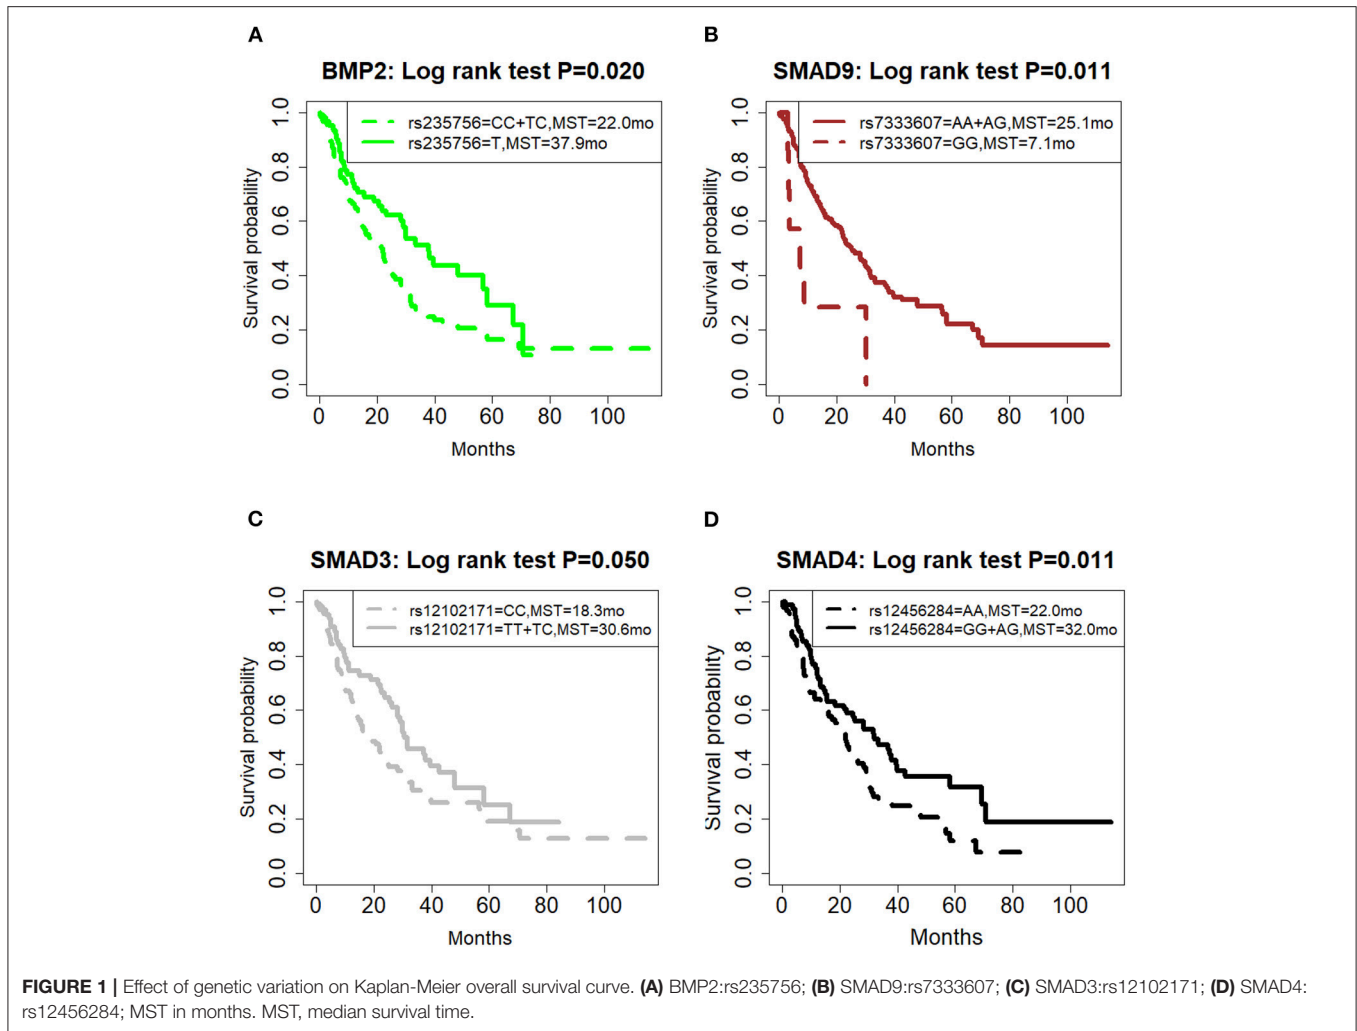 A
BMP2: Log rank test P=0.020
rs235756=CC+TC,MST=22.0mo
rs235756=T,MST=37.9mo
Survival probability
1.0
0.8
0.6
0.4
0.2
0.0
0 20 40 60 80 100
Months
B
SMAD9: Log rank test P=0.011
rs7333607=AA+AG,MST=25.1mo
rs7333607=GG,MST=7.1mo
Survival probability
1.0
0.8
0.6
0.4
0.2
0.0
0 20 40 60 80 100
Months
C
SMAD3: Log rank test P=0.050
rs12102171=CC,MST=18.3mo
rs12102171=TT+TC,MST=30.6mo
Survival probability
1.0
0.8
0.6
0.4
0.2
0.0
0 20 40 60 80 100
Months
D
SMAD4: Log rank test P=0.011
rs12456284=AA,MST=22.0mo
rs12456284=GG+AG,MST=32.0mo
Survival probability
1.0
0.8
0.6
0.4
0.2
0.0
0 20 40 60 80 100
Months
FIGURE 1 | Effect of genetic variation on Kaplan-Meier overall survival curve. (A) BMP2:rs235756; (B) SMAD9:rs7333607; (C) SMAD3:rs12102171; (D) SMAD4:
rs12456284; MST in months. MST, median survival time.